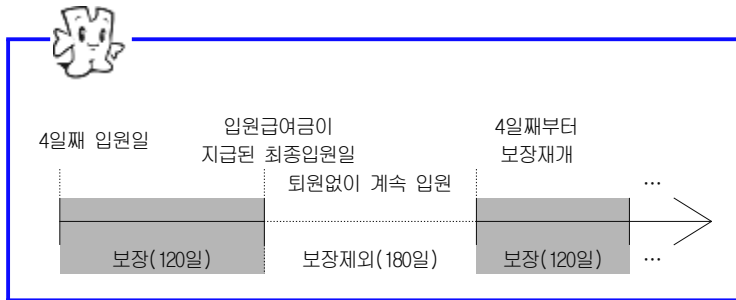 4일째 입원일
입원급여금이
지급된 최종입원일
4일째부터
보장재개
퇴원없이 계속 입원
...
보장(120일)
보장제외(180일)
보장(120일)
...